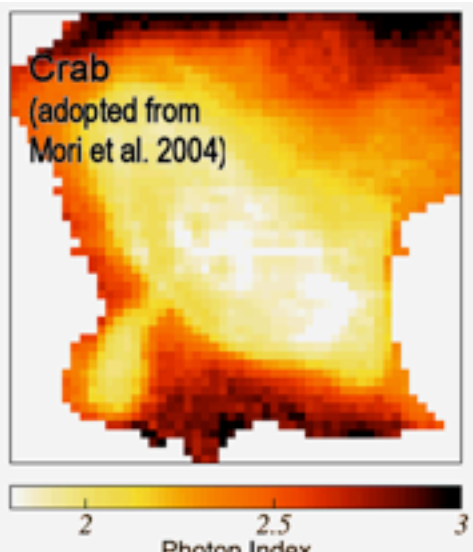 Crab
(adopted from
Mori et al. 2004)
2 2.5 3
Photon Index